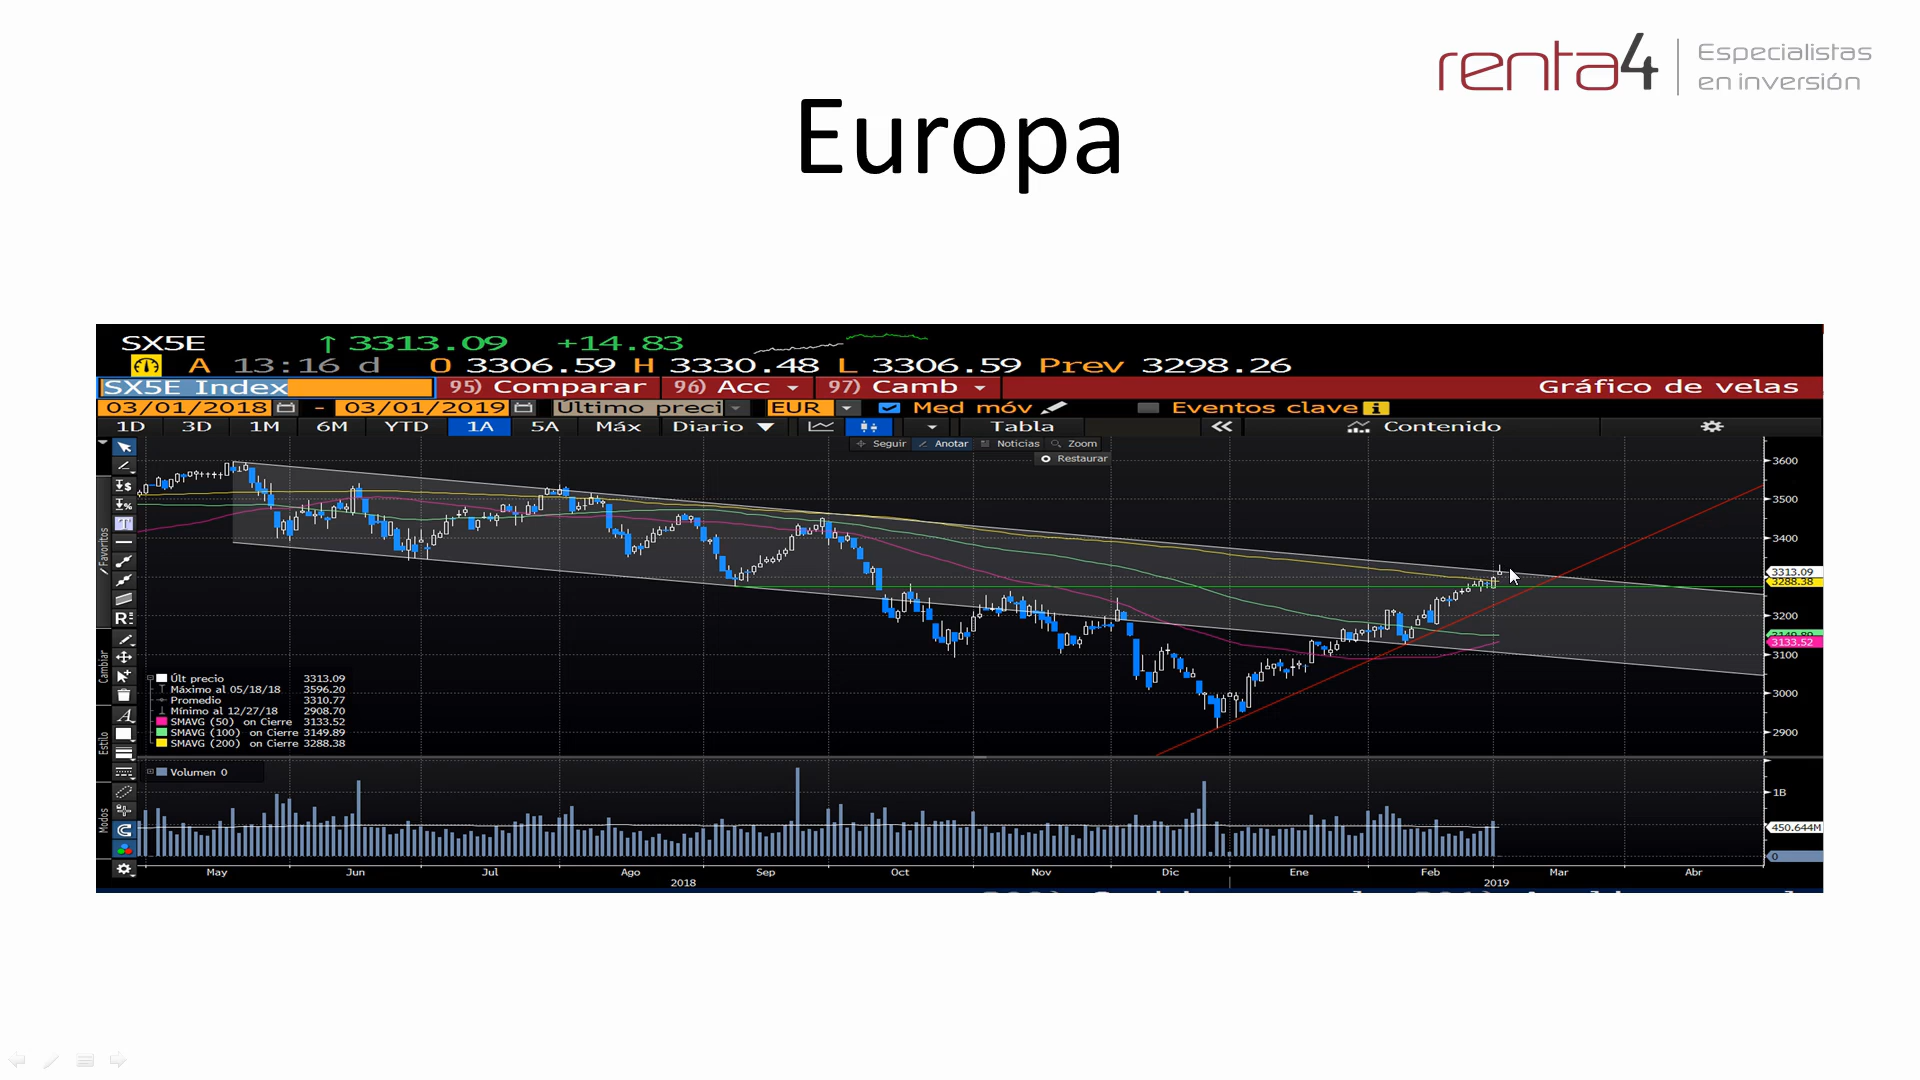 renta4 Especialistas
en inversión
Europa
SX5E ↑ 3313.09 +14.83
A 13:16 d O 3306.59 H 3330.48 L 3306.59 Prev 3298.26
SX5E Index 95) Comparar 96) Acc 97) Camb Gráfico de velas
03/01/2018 - 03/01/2019 Último preci EUR Med móv Eventos clave
1D 3D 1M 6M YTD 1A 5A Máx Diario Tabla Contenido
Seguir Anotar Noticias Zoom
Restaurar
3600
3500
3400
3313.09
3288.38
3200
3149.89
3133.52
3100
3000
2900
Favoritos
Cambiar
Estilo
Modos
Últ precio 3313.09
Máximo al 05/18/18 3596.20
Promedio 3310.77
Mínimo al 12/27/18 2908.70
SMAVG (50) on Cierre 3133.52
SMAVG (100) on Cierre 3149.89
SMAVG (200) on Cierre 3288.38
Volumen 0
1B
450.644M
0
May Jun Jul Ago Sep Oct Nov Dic Ene Feb Mar Abr
2018 2019